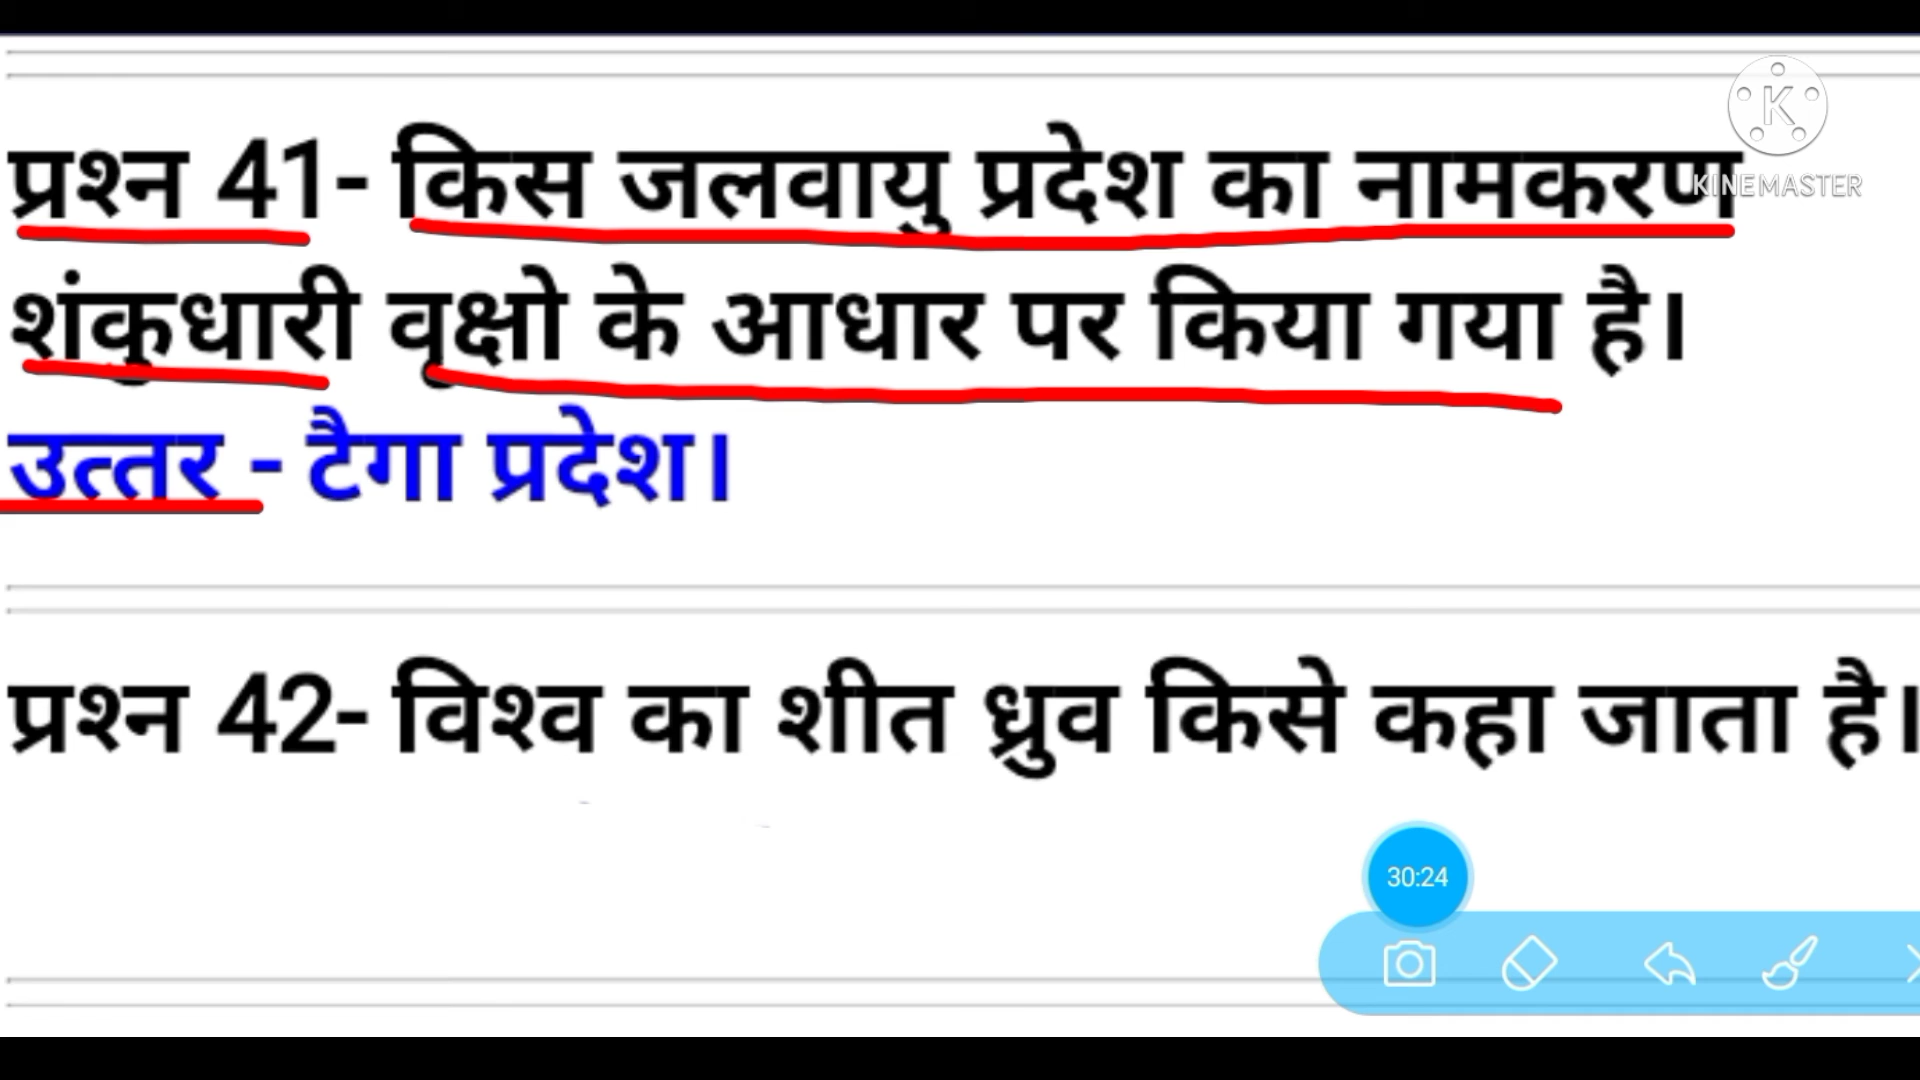 प्रश्न 41- किस जलवायु प्रदेश का नामकरण
KINEMASTER
शंकुधारी वृक्षो के आधार पर किया गया है।
उत्तर - टैगा प्रदेश।
प्रश्न 42- विश्व का शीत ध्रुव किसे कहा जाता है।
30:24